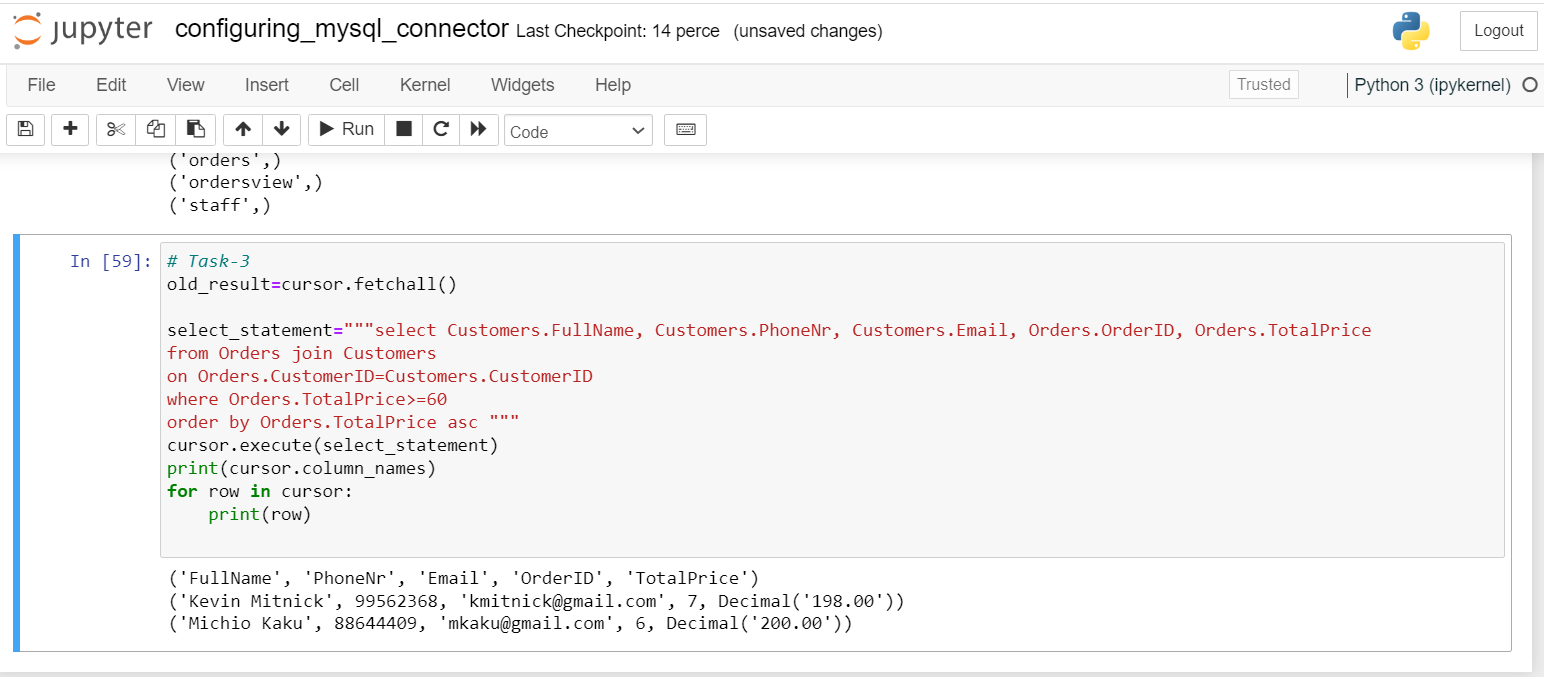 jupyter configuring_mysql_connector Last Checkpoint: 14 perce (unsaved changes) Logout
File Edit View Insert Cell Kernel Widgets Help Trusted Python 3 (ipykernel)
Run Code
('orders',)
('ordersview',)
('staff',)
In [59]: # Task-3
old_result=cursor.fetchall()
select_statement="""select Customers.FullName, Customers.PhoneNr, Customers.Email, Orders.OrderID, Orders.TotalPrice
from Orders join Customers
on Orders.CustomerID=Customers.CustomerID
where Orders.TotalPrice>=60
order by Orders.TotalPrice asc """
cursor.execute(select_statement)
print(cursor.column_names)
for row in cursor:
    print(row)
('FullName', 'PhoneNr', 'Email', 'OrderID', 'TotalPrice')
('Kevin Mitnick', 99562368, 'kmitnick@gmail.com', 7, Decimal('198.00'))
('Michio Kaku', 88644409, 'mkaku@gmail.com', 6, Decimal('200.00'))